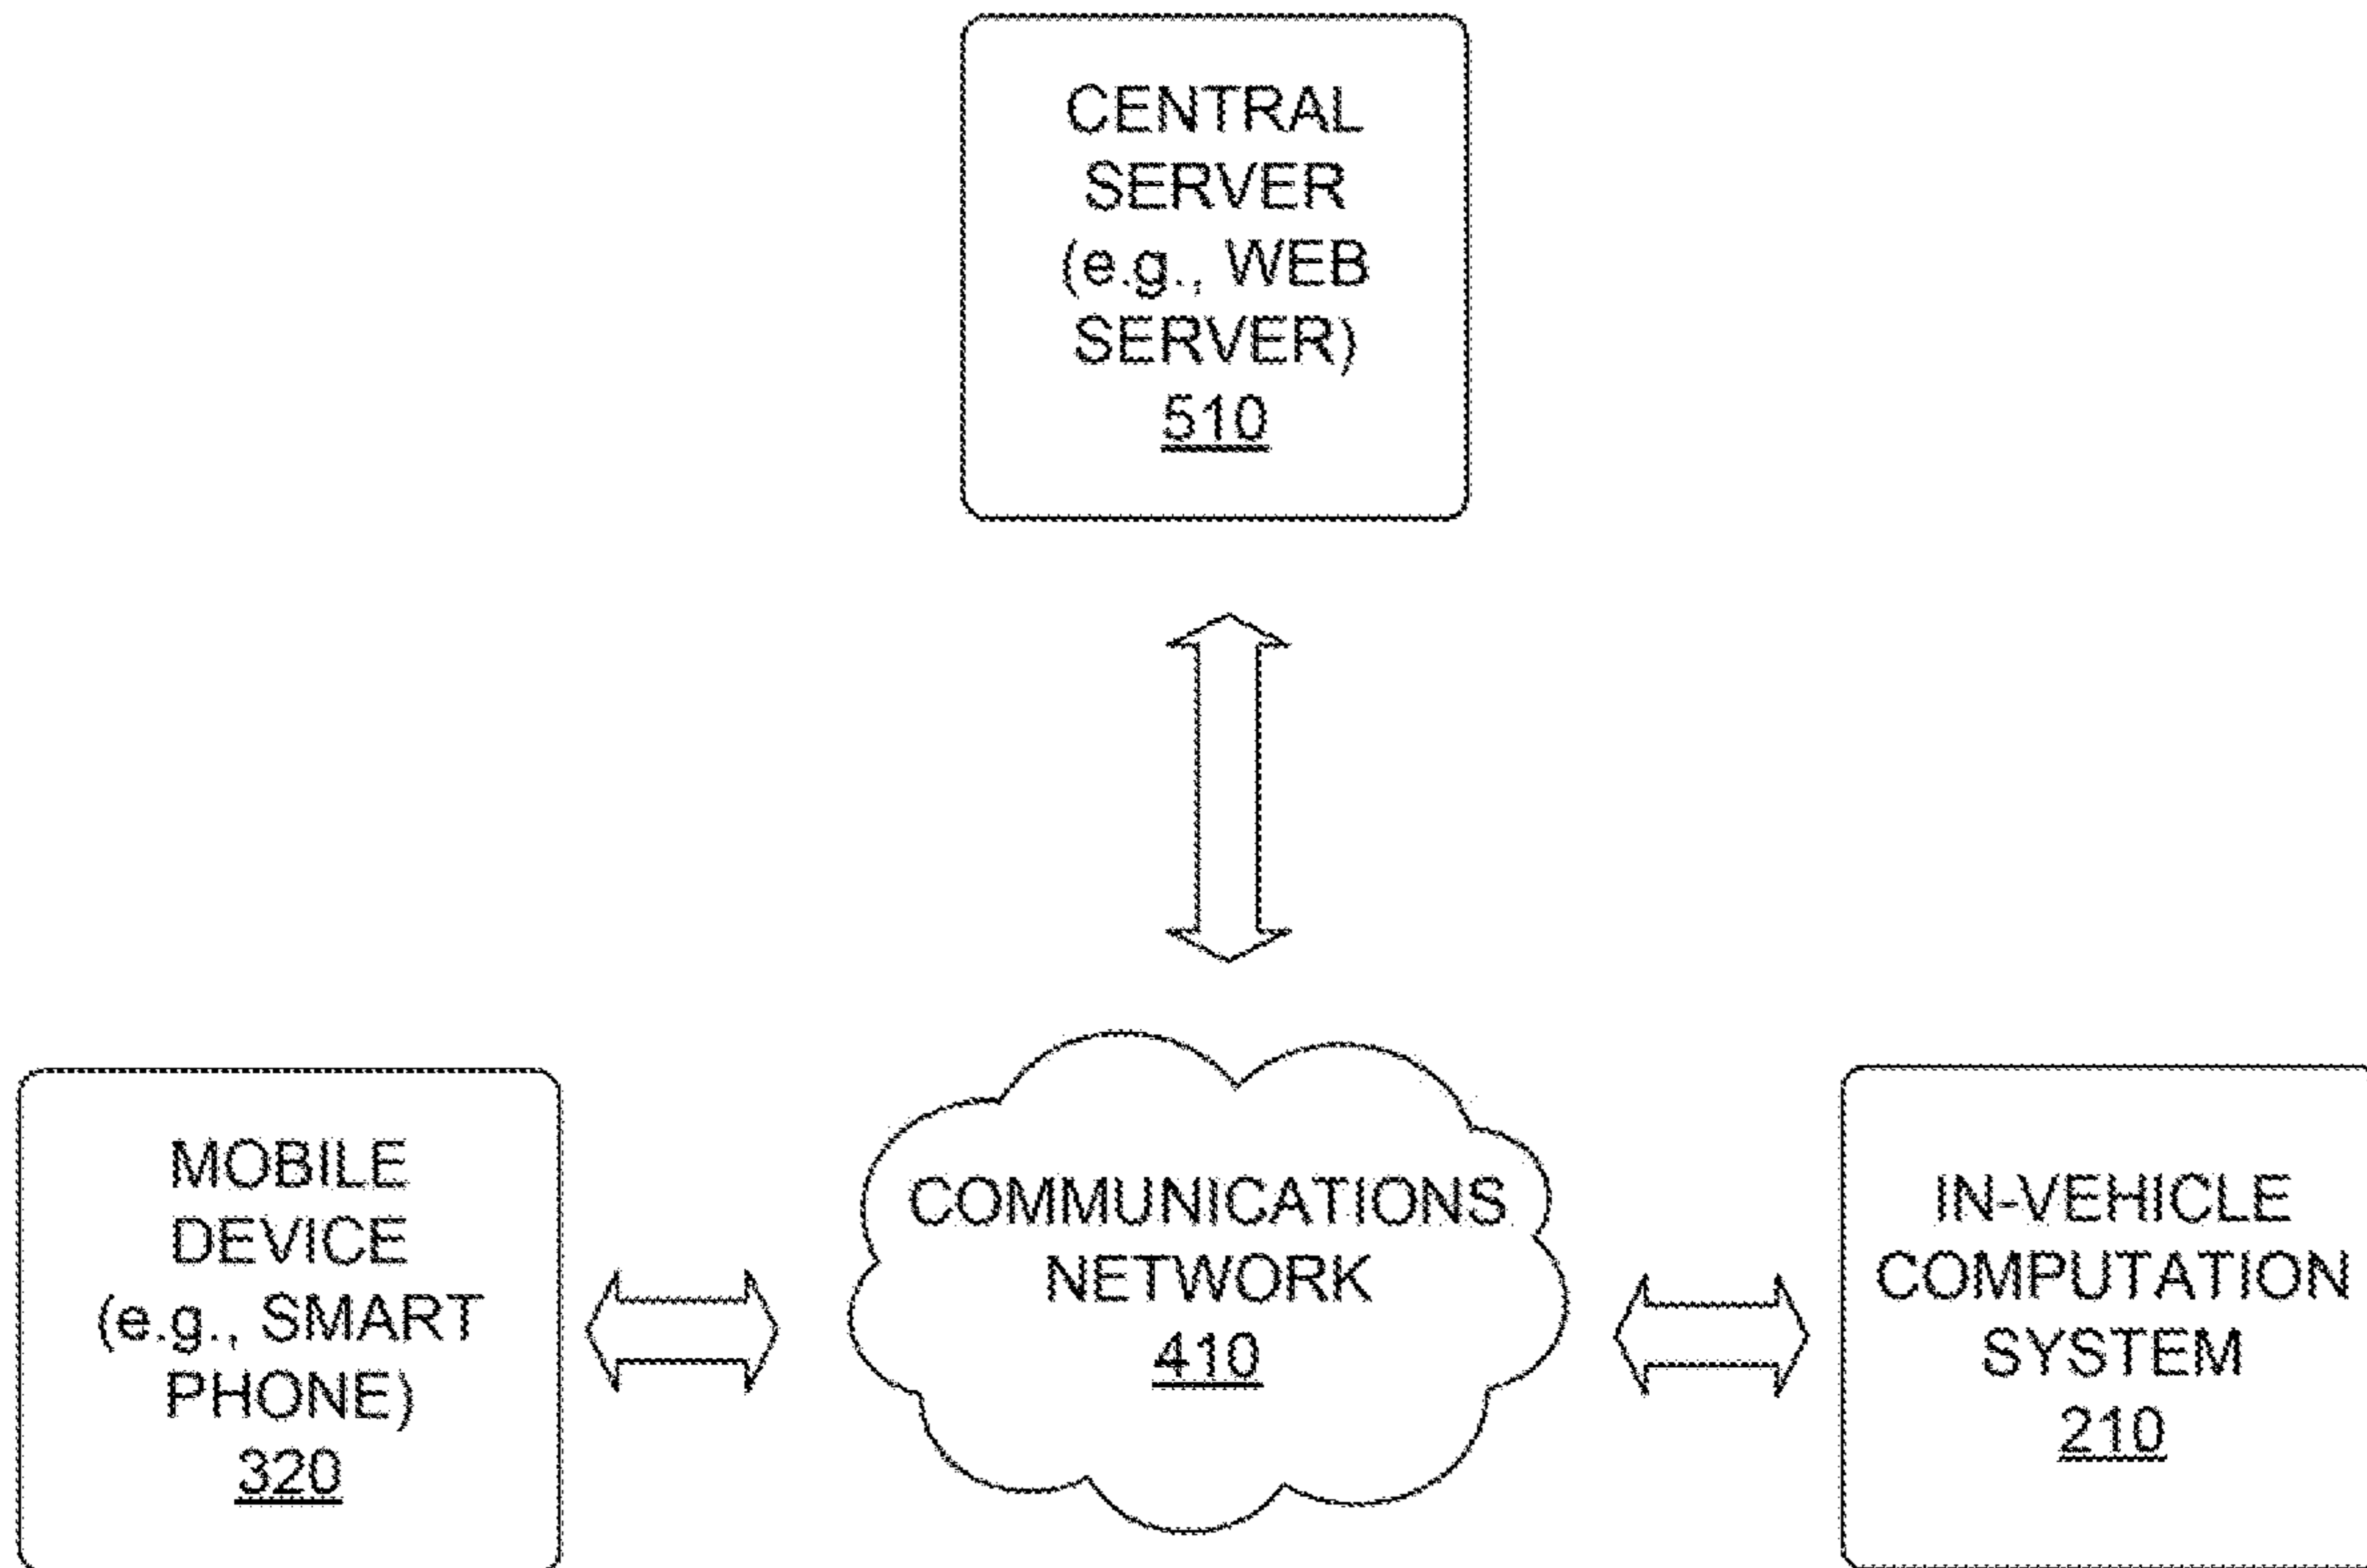 CENTRAL
SERVER
(e.g., WEB
SERVER)
510
MOBILE
DEVICE
(e.g., SMART
PHONE)
320
COMMUNICATIONS
NETWORK
410
IN-VEHICLE
COMPUTATION
SYSTEM
210